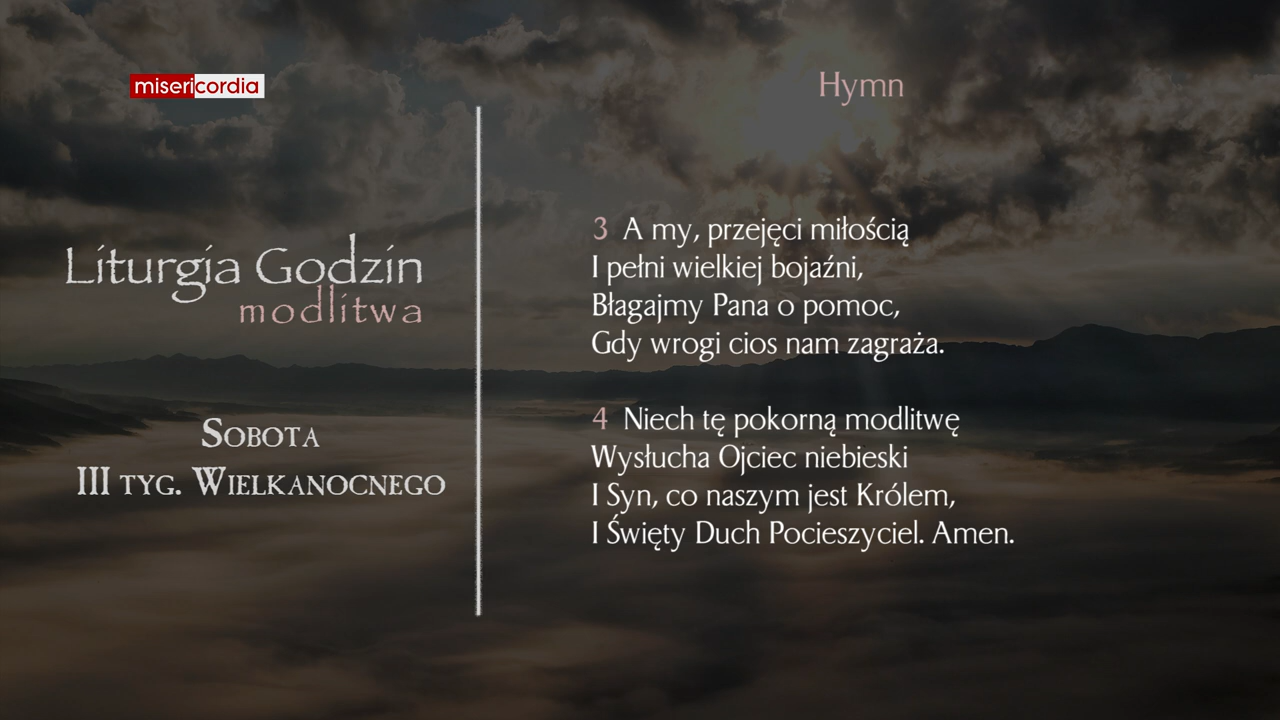 misericordia
Liturgia Godzin
modlitwa
Sobota
III tyg. Wielkanocnego
Hymn
3 A my, przejęci miłością
I pełni wielkiej bojaźni,
Błagajmy Pana o pomoc,
Gdy wrogi cios nam zagraża.
4 Niech tę pokorną modlitwę
Wysłucha Ojciec niebieski
I Syn, co naszym jest Królem,
I Święty Duch Pocieszyciel. Amen.